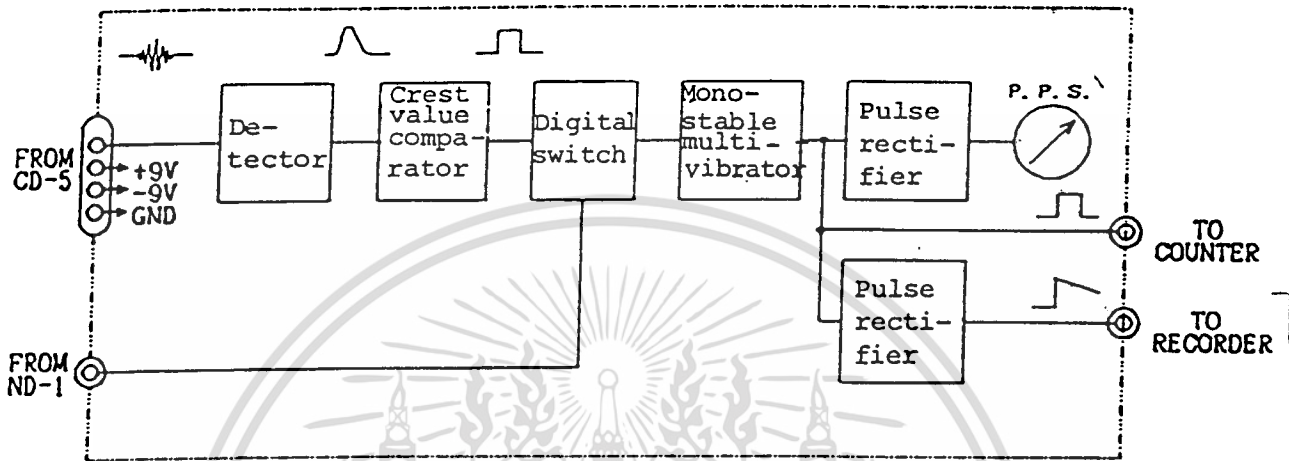 FROM
CD-5
+9V
-9V
GND
De-
tector
Crest
value
compa-
rator
Digital
switch
Mono-
stable
multi-
vibrator
Pulse
recti-
fier
P. P. S.
TO
COUNTER
Pulse
recti-
fier
TO
RECORDER
FROM
ND-1